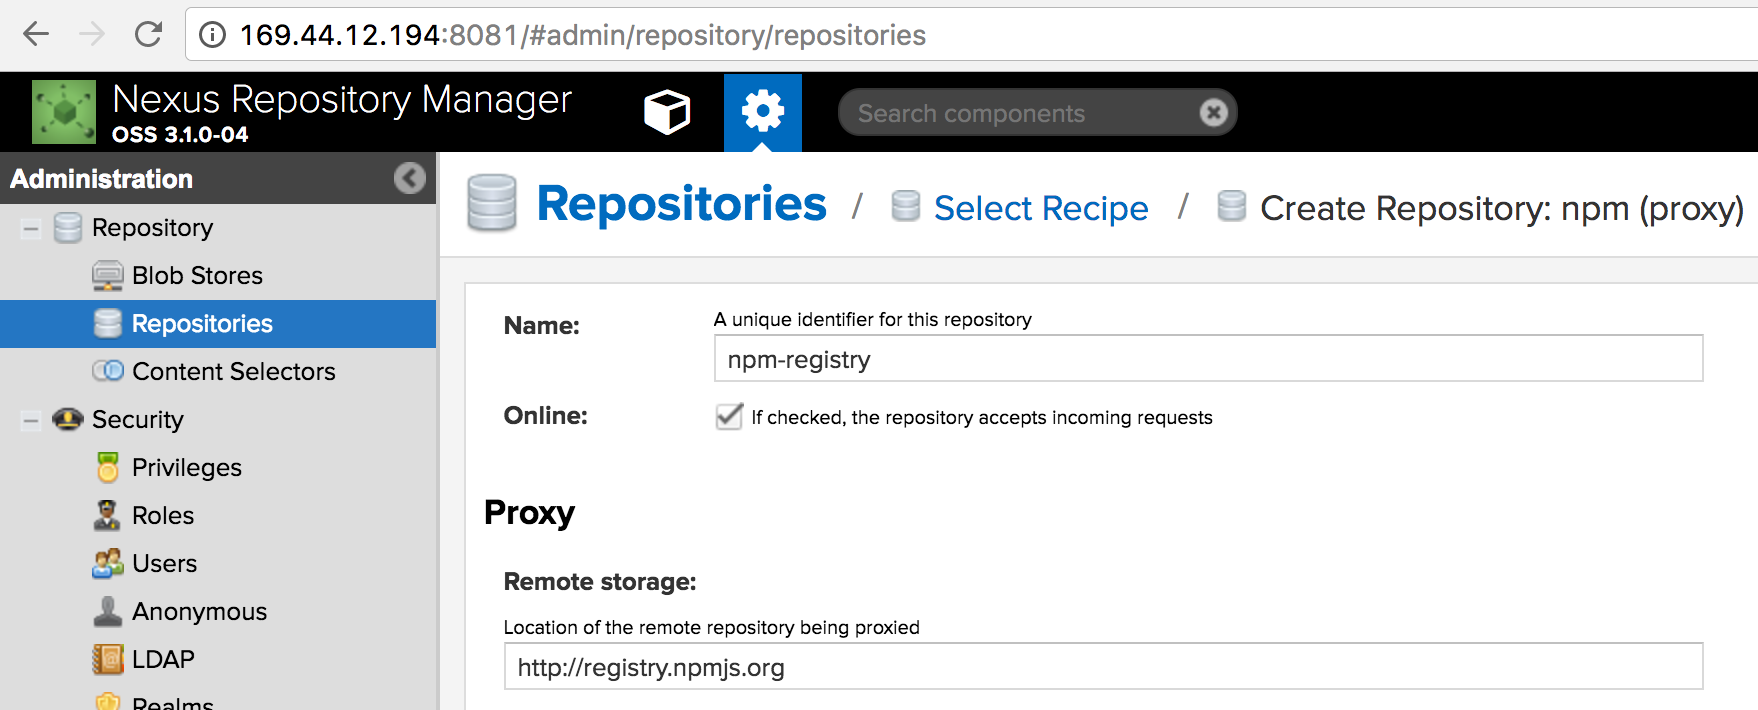 169.44.12.194:8081/#admin/repository/repositories
Nexus Repository Manager
OSS 3.1.0-04
Search components
Administration
Repository
Blob Stores
Repositories
Content Selectors
Security
Privileges
Roles
Users
Anonymous
LDAP
Realms
Repositories / Select Recipe / Create Repository: npm (proxy)
Name:
A unique identifier for this repository
npm-registry
Online:
If checked, the repository accepts incoming requests
Proxy
Remote storage:
Location of the remote repository being proxied
http://registry.npmjs.org